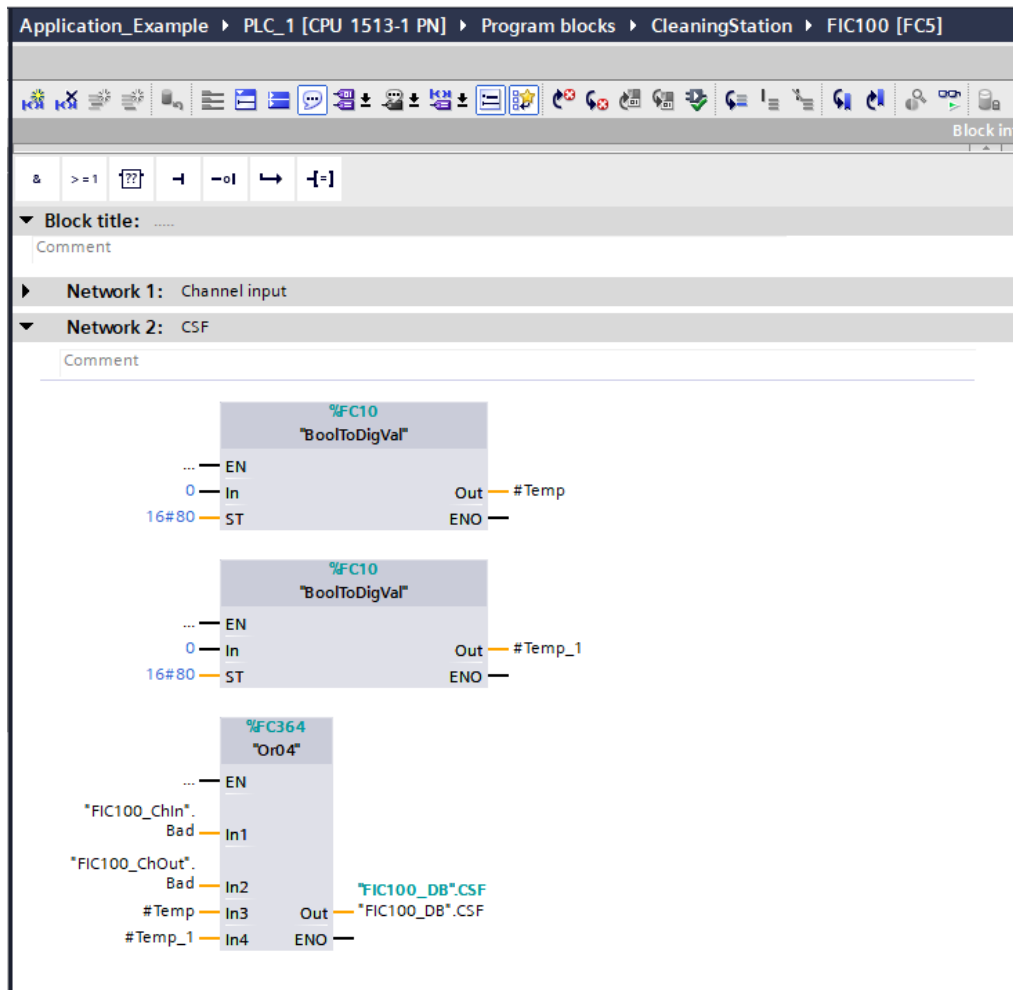 Application_Example ▸ PLC_1 [CPU 1513-1 PN] ▸ Program blocks ▸ CleaningStation ▸ FIC100 [FC5]
Block in
& >=1 ??
Block title: .....
Comment
Network 1: Channel input
Network 2: CSF
Comment
%FC10
"BoolToDigVal"
... EN
0 In Out #Temp
16#80 ST ENO
%FC10
"BoolToDigVal"
... EN
0 In Out #Temp_1
16#80 ST ENO
%FC364
"Or04"
... EN
"FIC100_ChIn".
Bad In1
"FIC100_ChOut".
Bad In2 "FIC100_DB".CSF
#Temp In3 Out "FIC100_DB".CSF
#Temp_1 In4 ENO